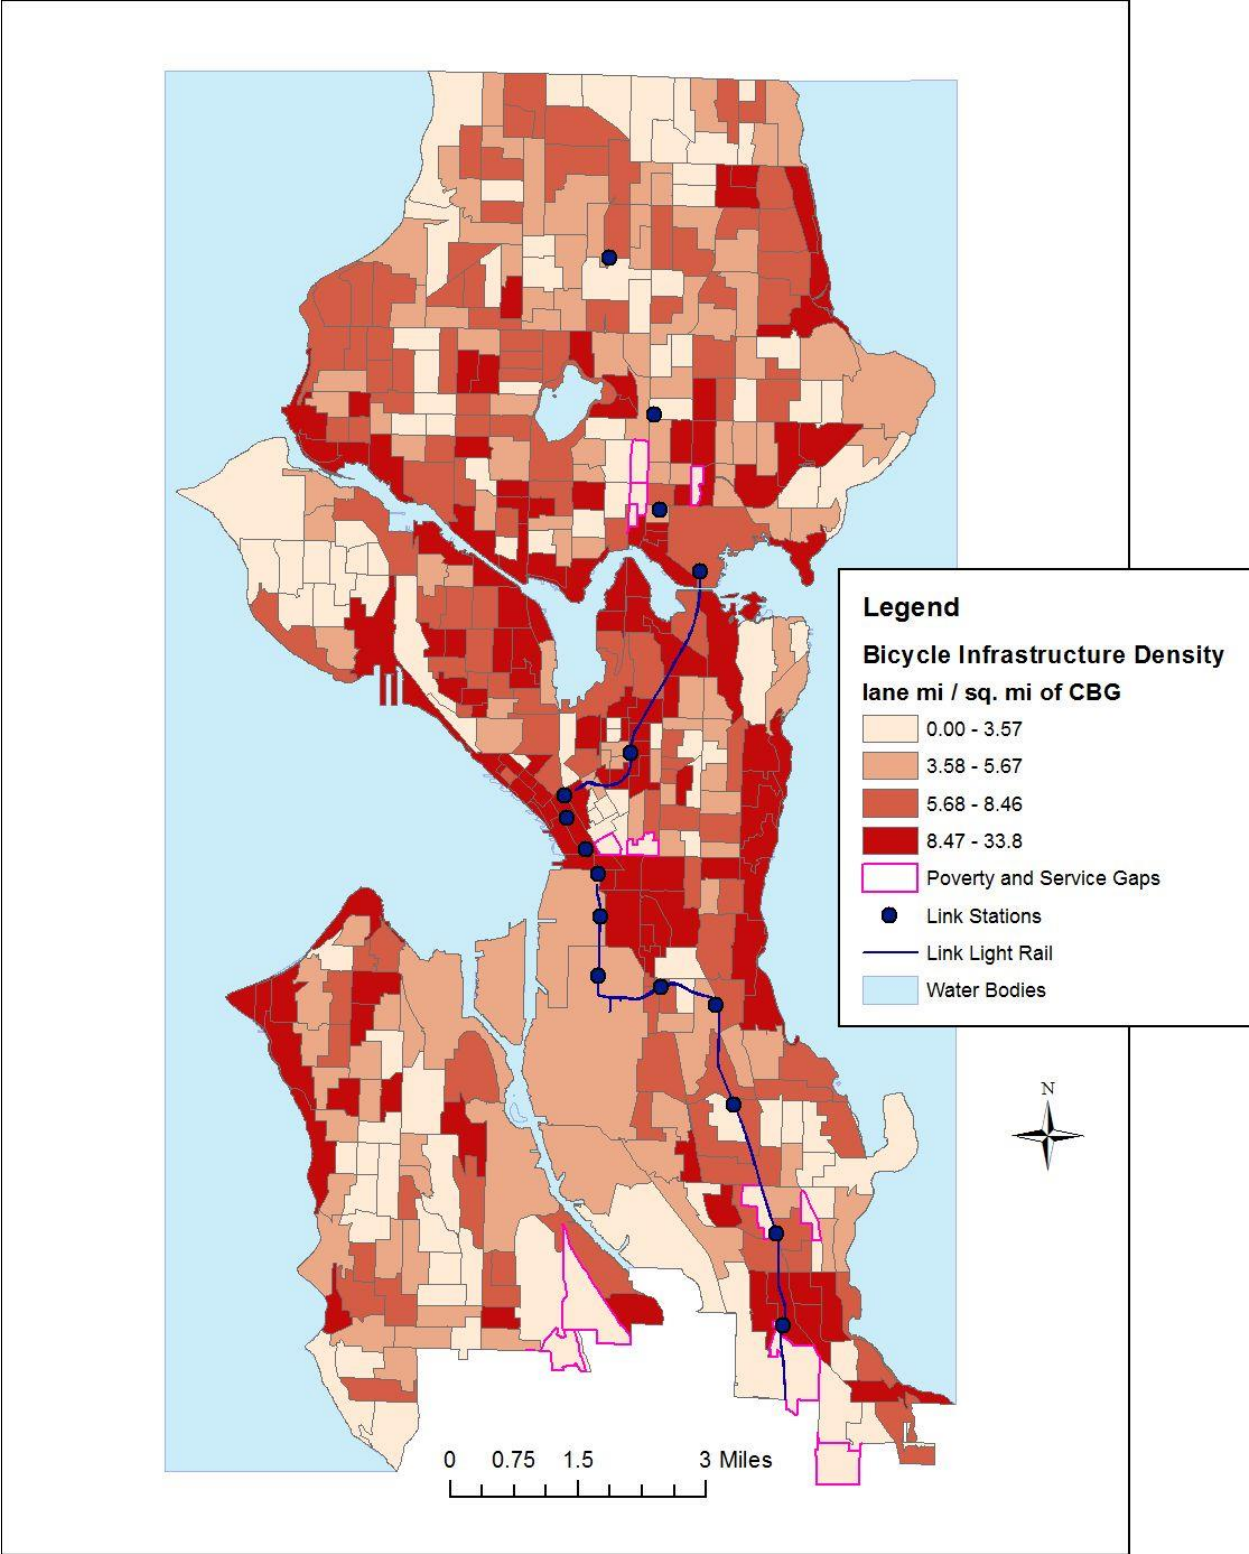 Legend
Bicycle Infrastructure Density
lane mi / sq. mi of CBG
0.00 - 3.57
3.58 - 5.67
5.68 - 8.46
8.47 - 33.8
Poverty and Service Gaps
Link Stations
Link Light Rail
Water Bodies
N
0 0.75 1.5 3 Miles